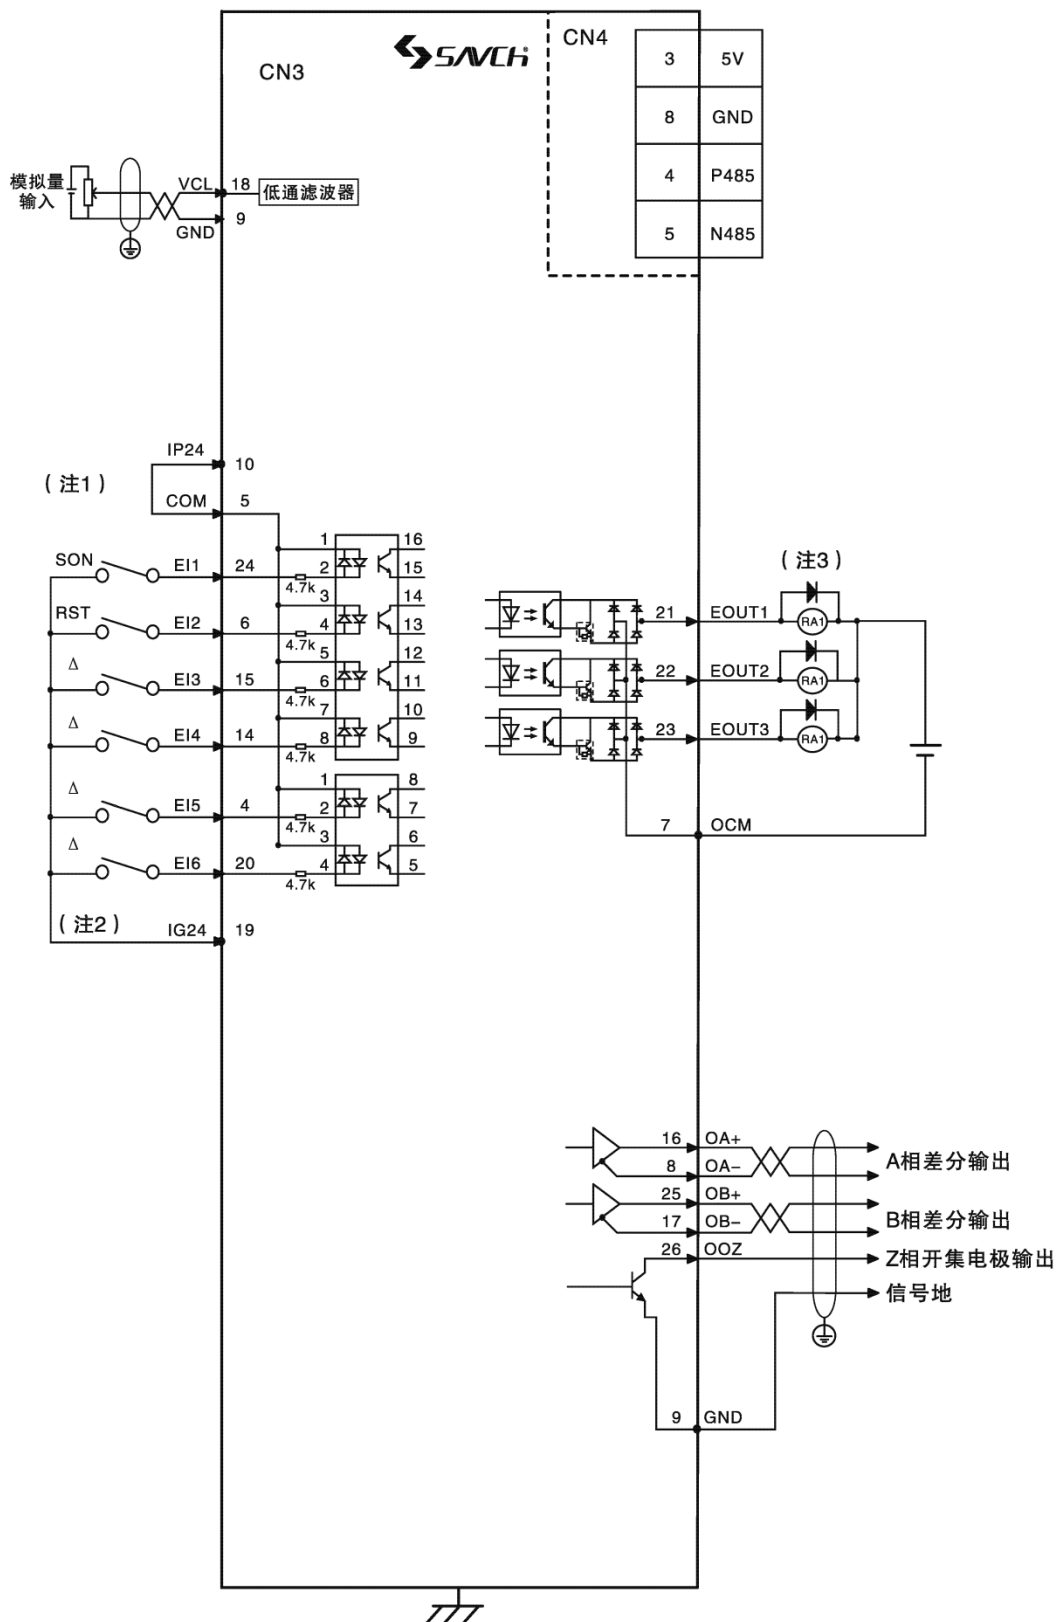 CN3
SAVCH®
CN4
3 5V
8 GND
4 P485
5 N485
模拟量
输入
VCL 18 低通滤波器
GND 9
IP24 10
(注1)
COM 5
SON EI1 24 4.7k 1 2 16 15
RST EI2 6 4.7k 3 4 14 13
Δ EI3 15 4.7k 5 6 12 11
Δ EI4 14 4.7k 7 8 10 9
Δ EI5 4 4.7k 1 2 8 7
Δ EI6 20 4.7k 3 4 6 5
(注2)
IG24 19
(注3)
21 EOUT1 RA1
22 EOUT2 RA1
23 EOUT3 RA1
7 OCM
16 OA+
8 OA-
A相差分输出
25 OB+
17 OB-
B相差分输出
26 OOZ Z相开集电极输出
信号地
9 GND